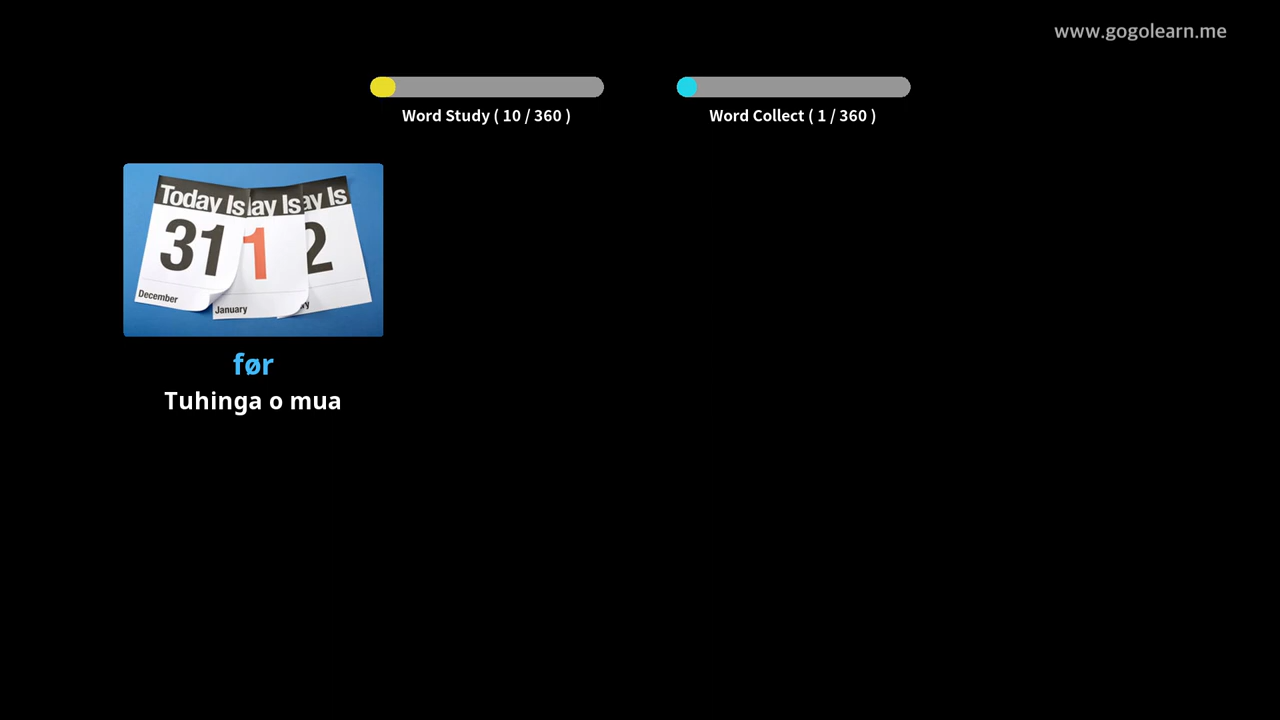 www.gogolearn.me
Word Study ( 10 / 360 )
Word Collect ( 1 / 360 )
Today Is
ay Is
ay Is
31
1
2
December
January
ry
før
Tuhinga o mua